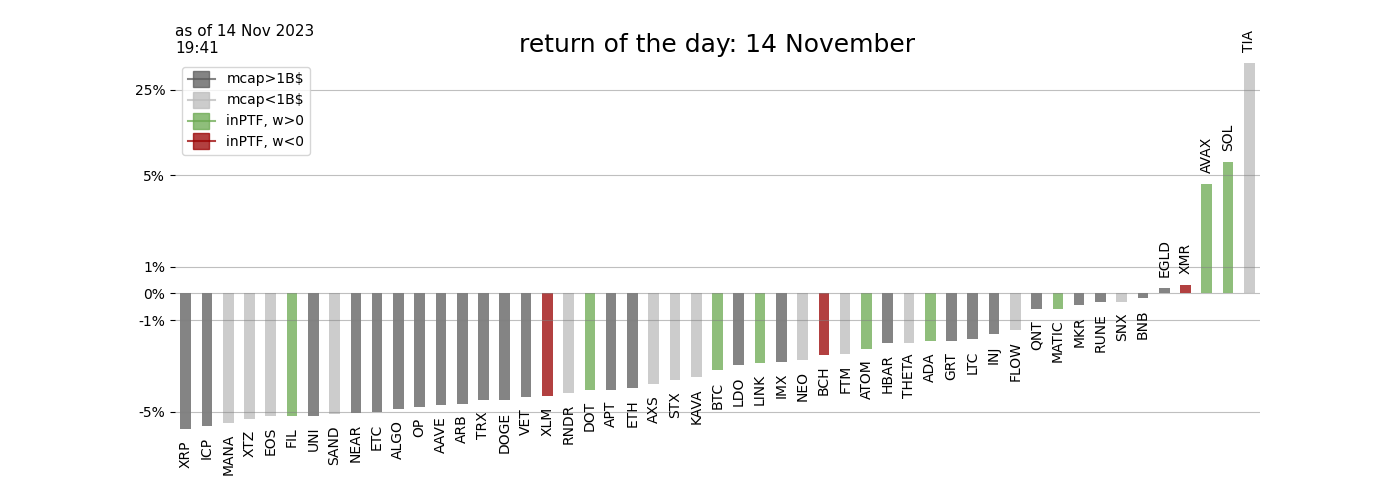 as of 14 Nov 2023
19:41
return of the day: 14 November
mcap>1B$
mcap<1B$
inPTF, w>0
inPTF, w<0
25%
5%
1%
0%
-1%
-5%
XRP
ICP
MANA
XTZ
EOS
FIL
UNI
SAND
NEAR
ETC
ALGO
OP
AAVE
ARB
TRX
DOGE
VET
XLM
RNDR
DOT
APT
ETH
AXS
STX
KAVA
BTC
LDO
LINK
IMX
NEO
BCH
FTM
ATOM
HBAR
THETA
ADA
GRT
LTC
INJ
FLOW
QNT
MATIC
MKR
RUNE
SNX
BNB
EGLD
XMR
AVAX
SOL
TIA